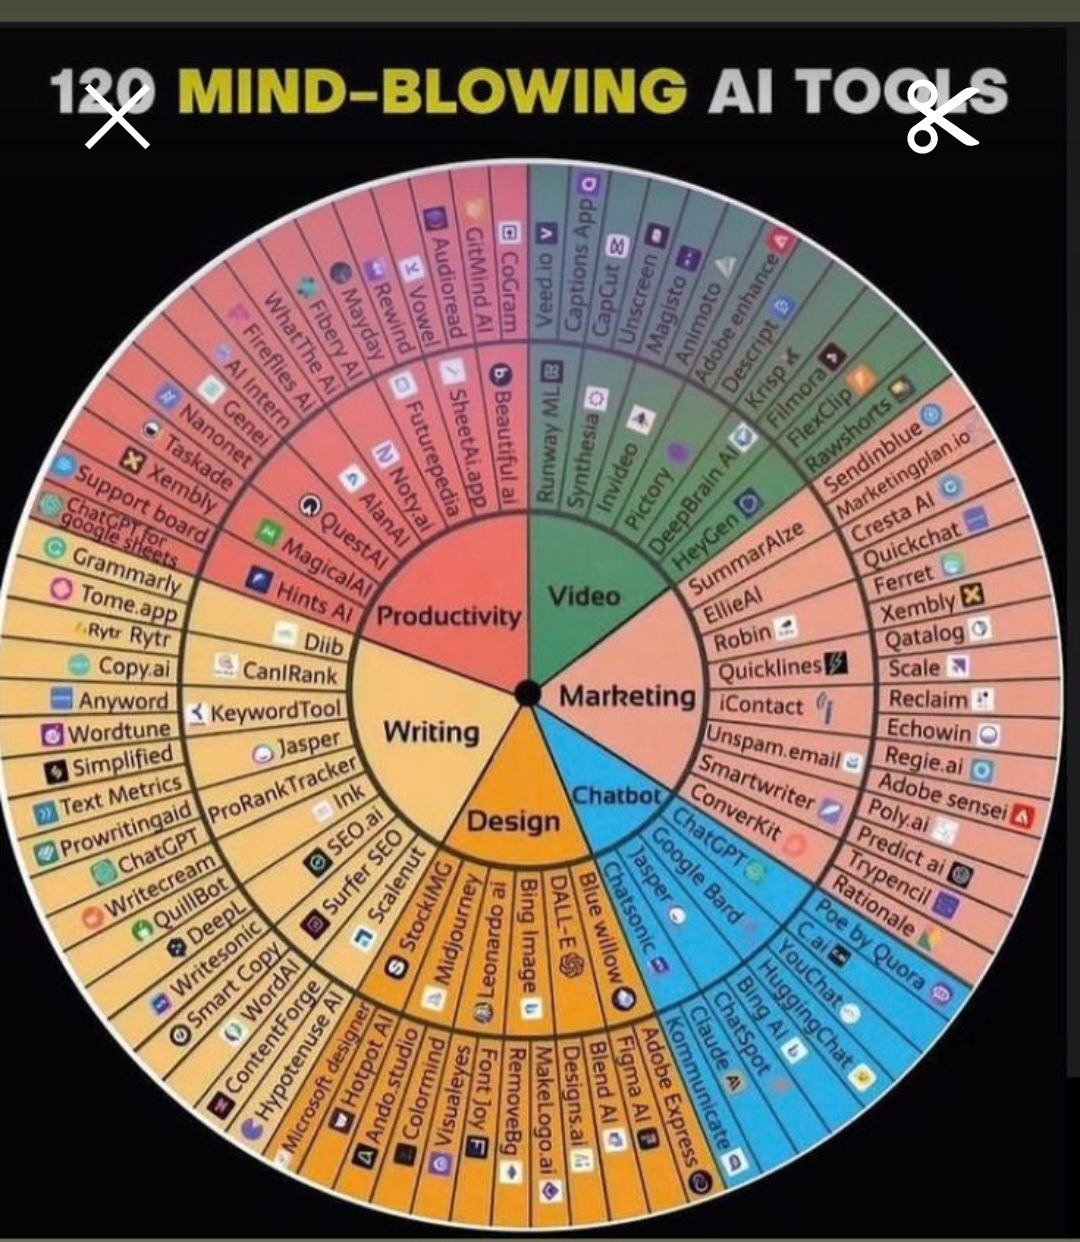 120 MIND-BLOWING AI TOOLS
Productivity
Video
Marketing
Chatbot
Design
Writing
Runway ML
Synthesia
Invideo
Pictory
DeepBrain AI
HeyGen
Veed.io
Captions App
CapCut
Unscreen
Magisto
Animoto
Adobe enhance
Descript
Krisp
Filmora
FlexClip
Rawshorts
SummarAIze
EllieAI
Robin
Quicklines
iContact
Unspam.email
Smartwriter
ConverKit
Sendinblue
Marketingplan.io
Cresta AI
Quickchat
Ferret
Xembly
Qatalog
Scale
Reclaim
Echowin
Regie.ai
Adobe sensei
Poly.ai
Predict ai
Trypencil
Rationale
ChatGPT
Google Bard
Jasper
Chatsonic
Poe by Quora
C.ai
YouChat
HuggingChat
Bing AI
ChatSpot
Claude
Kommunicate
Blue willow
DALL-E
Bing Image
Leonardo ai
Midjourney
StockIMG
Adobe Express
Figma AI
Blend AI
Designs.ai
MakeLogo.ai
RemoveBg
Font Joy
Visualeyes
Colormind
Ando studio
Hotpot AI
Microsoft designer
Scalenut
Surfer SEO
SEO.ai
Ink
ProRankTracker
Jasper
KeywordTool
CanIRank
Diib
Hypotenuse AI
ContentForge
WordAI
Smart Copy
Writesonic
DeepL
QuillBot
Writecream
ChatGPT
Prowritingaid
Text Metrics
Simplified
Wordtune
Anyword
Copy.ai
Rytr Rytr
Tome.app
Grammarly
Hints AI
MagicalAI
QuestAI
AlanAI
Noty.ai
Futurepedia
SheetAi.app
Beautiful ai
ChatGPT for
google sheets
Support board
Xembly
Taskade
Nanonet
Genei
AI Intern
Fireflies Ai
WhatThe AI
Fibery AI
Mayday
Rewind
Vowel
Audioread
GitMind AI
CoGram